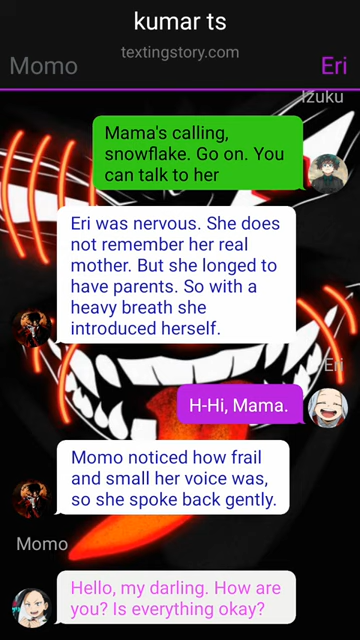 kumar ts
textingstory.com
Momo
Eri
Izuku
Mama's calling,
snowflake. Go on. You
can talk to her
Eri was nervous. She does
not remember her real
mother. But she longed to
have parents. So with a
heavy breath she
introduced herself.
Eri
H-Hi, Mama.
Momo noticed how frail
and small her voice was,
so she spoke back gently.
Momo
Hello, my darling. How are
you? Is everything okay?